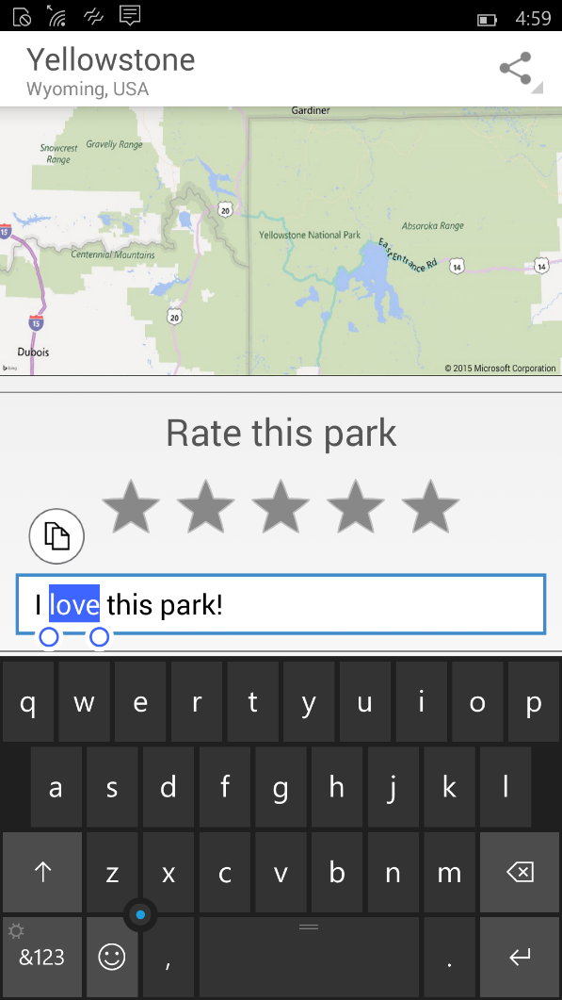 4:59
Yellowstone
Wyoming, USA
Gardiner
Snowcrest
Range
Gravelly Range
20
15
Yellowstone National Park
Absaroka Range
East Entrance Rd
Centennial Mountains
14
14
20
15
Dubois
bing
© 2015 Microsoft Corporation
Rate this park
I love this park!
q w e r t y u i o p
a s d f g h j k l
z x c v b n m
&123 , .